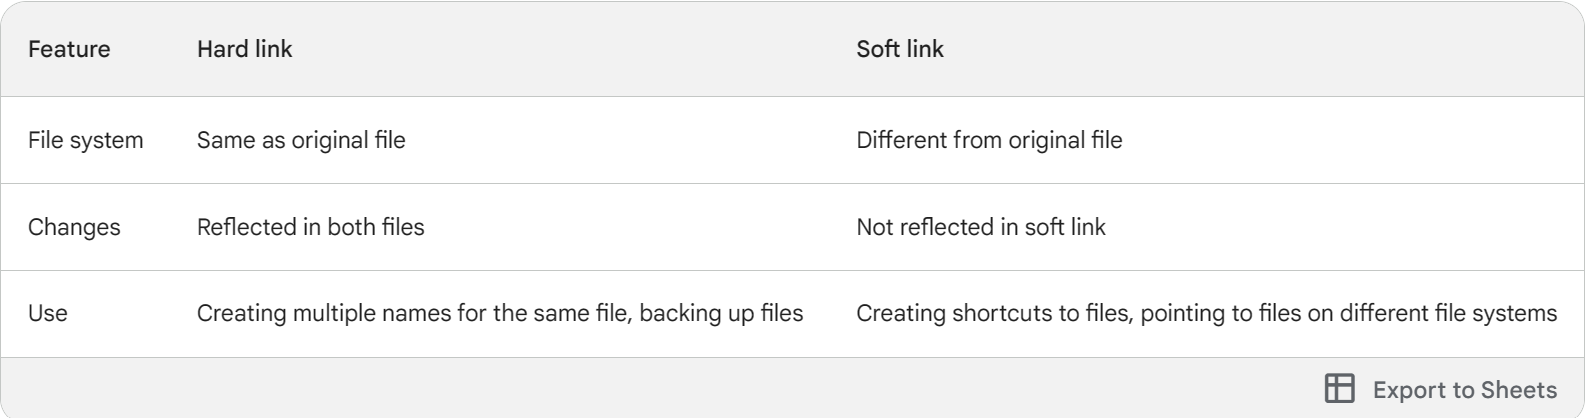 Feature Hard link Soft link
File system Same as original file Different from original file
Changes Reflected in both files Not reflected in soft link
Use Creating multiple names for the same file, backing up files Creating shortcuts to files, pointing to files on different file systems
Export to Sheets